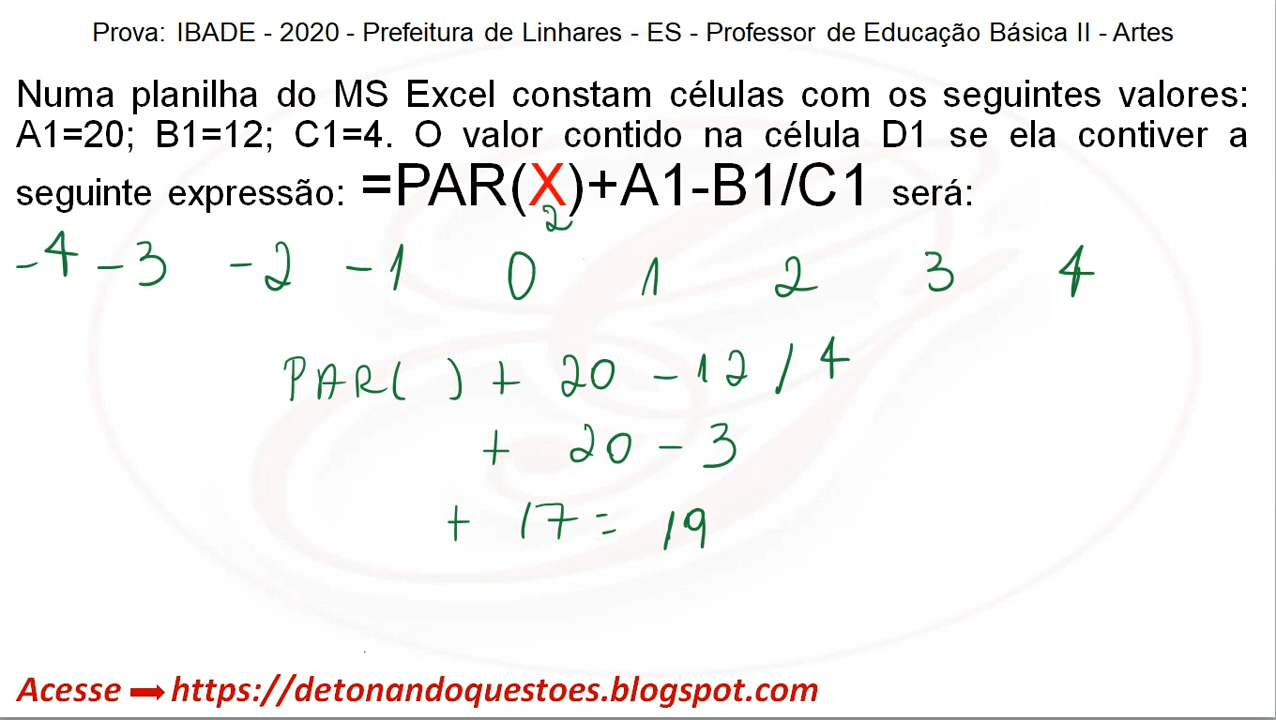 Prova: IBADE - 2020 - Prefeitura de Linhares - ES - Professor de Educação Básica II - Artes
Numa planilha do MS Excel constam células com os seguintes valores:
A1=20; B1=12; C1=4. O valor contido na célula D1 se ela contiver a
seguinte expressão: =PAR(X)+A1-B1/C1 será:
2
-4 -3 -2 -1 0 1 2 3 4
PAR( ) + 20 - 12 / 4
+ 20 - 3
+ 17 = 19
Acesse ➡ https://detonandoquestoes.blogspot.com